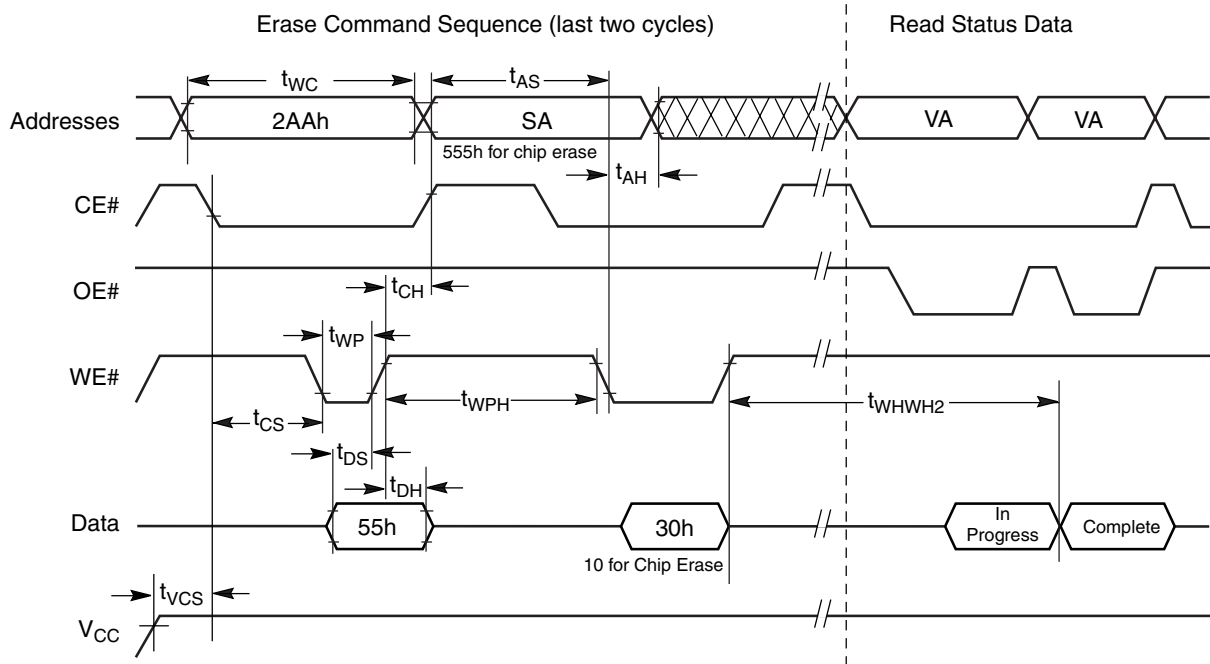 Erase Command Sequence (last two cycles) Read Status Data
tWC tAS
Addresses 2AAh SA VA VA
555h for chip erase
tAH
CE#
OE#
tCH
tWP
WE#
tWPH tWHWH2
tCS
tDS
tDH
Data 55h 30h In Progress Complete
10 for Chip Erase
tVCS
VCC